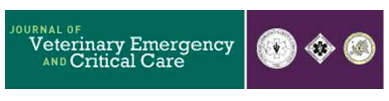 JOURNAL OF
Veterinary Emergency
AND Critical Care